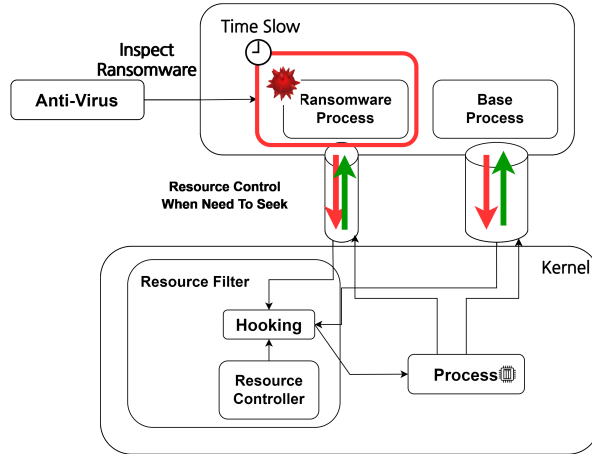 Time Slow
Inspect
Ransomware
Anti-Virus
Ransomware
Process
Base
Process
Resource Control
When Need To Seek
Kernel
Resource Filter
Hooking
Resource
Controller
Process